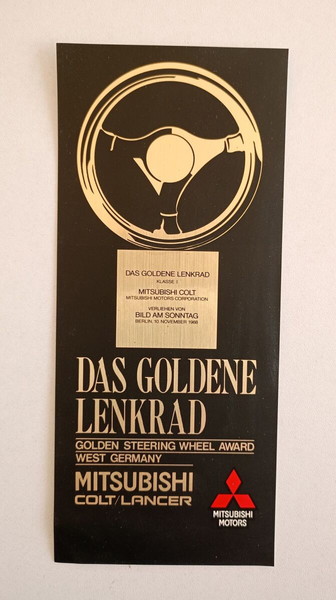 DAS GOLDENE LENKRAD
KLASSE I
MITSUBISHI COLT
MITSUBISHI MOTORS CORPORATION
VERLIEHEN VON
BILD AM SONNTAG
BERLIN, 10. NOVEMBER 1988
DAS GOLDENE
LENKRAD
GOLDEN STEERING WHEEL AWARD
WEST GERMANY
MITSUBISHI
COLT/LANCER
MITSUBISHI
MOTORS